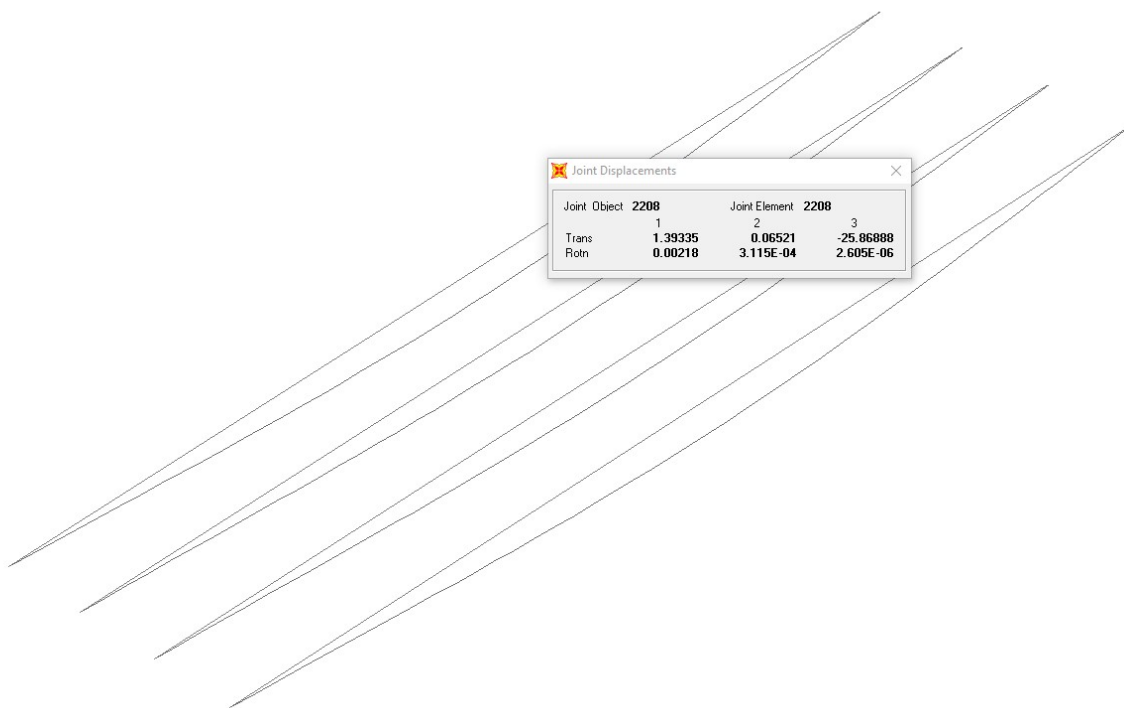 Joint Displacements
Joint Object 2208 Joint Element 2208
1 2 3
Trans 1.39335 0.06521 -25.86888
Rotn 0.00218 3.115E-04 2.605E-06